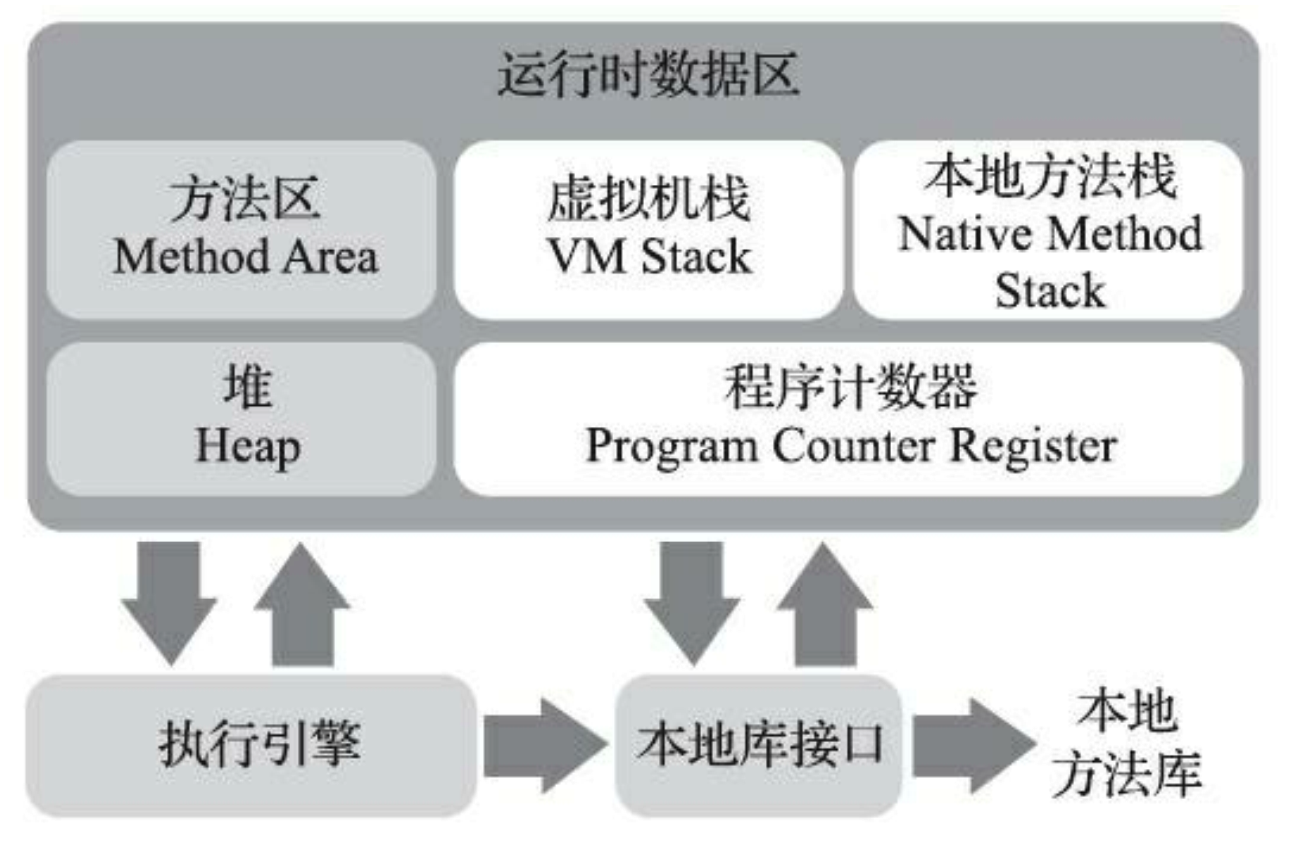 运行时数据区
方法区
Method Area
虚拟机栈
VM Stack
本地方法栈
Native Method
Stack
堆
Heap
程序计数器
Program Counter Register
执行引擎
本地库接口
本地
方法库